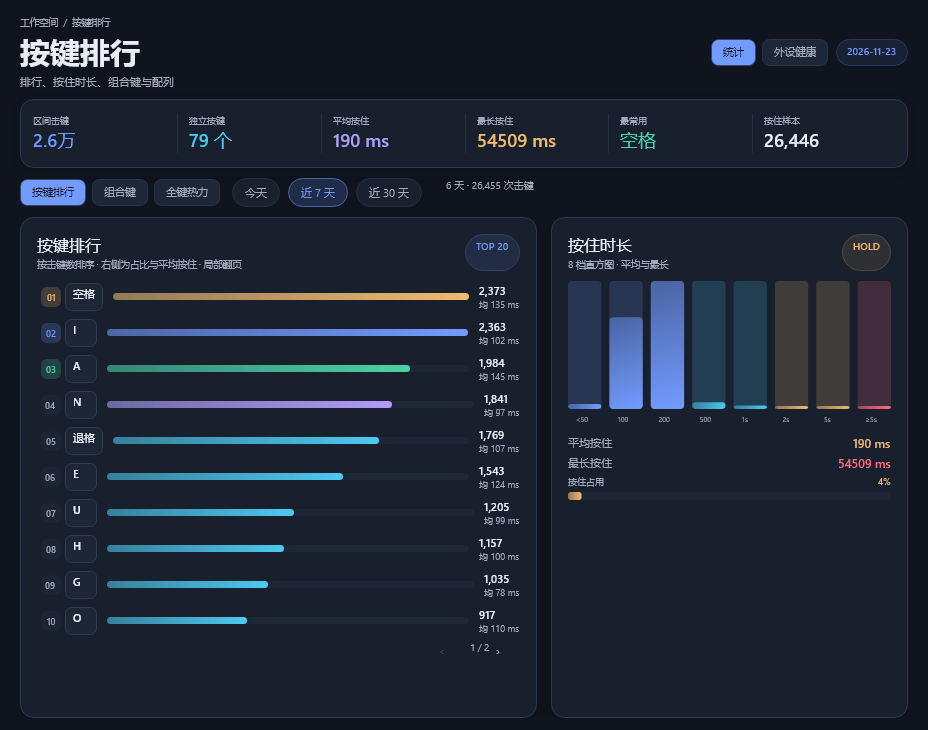 工作空间 / 按键排行
按键排行
排行、按住时长、组合键与配列
统计
外设健康
2026-11-23
区间击键
2.6万
独立按键
79 个
平均按住
190 ms
最长按住
54509 ms
最常用
空格
按住样本
26,446
按键排行
组合键
全键热力
今天
近 7 天
近 30 天
6 天 · 26,455 次击键
按键排行
按击键数排序 · 右侧为占比与平均按住 · 局部翻页
TOP 20
01 空格 2,373
均 135 ms
02 I 2,363
均 102 ms
03 A 1,984
均 145 ms
04 N 1,841
均 97 ms
05 退格 1,769
均 107 ms
06 E 1,543
均 124 ms
07 U 1,205
均 99 ms
08 H 1,157
均 100 ms
09 G 1,035
均 78 ms
10 O 917
均 110 ms
‹ 1 / 2 ›
按住时长
8 档直方图 · 平均与最长
HOLD
<50 100 200 500 1s 2s 5s ≥5s
平均按住 190 ms
最长按住 54509 ms
按住占用 4%